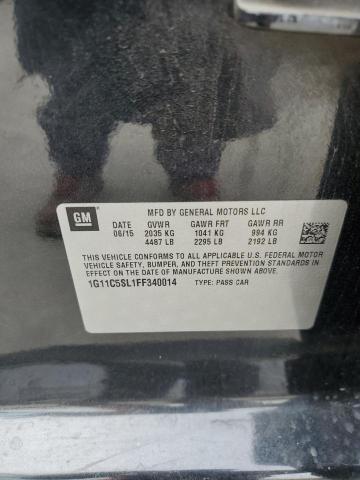 GM
MFD BY GENERAL MOTORS LLC
DATE GVWR GAWR FRT GAWR RR
06/15 2035 KG 1041 KG 994 KG
4487 LB 2295 LB 2192 LB
THIS VEHICLE CONFORMS TO ALL APPLICABLE U.S. FEDERAL MOTOR
VEHICLE SAFETY, BUMPER, AND THEFT PREVENTION STANDARDS
IN EFFECT ON THE DATE OF MANUFACTURE SHOWN ABOVE.
1G11C5SL1FF340014 TYPE: PASS CAR